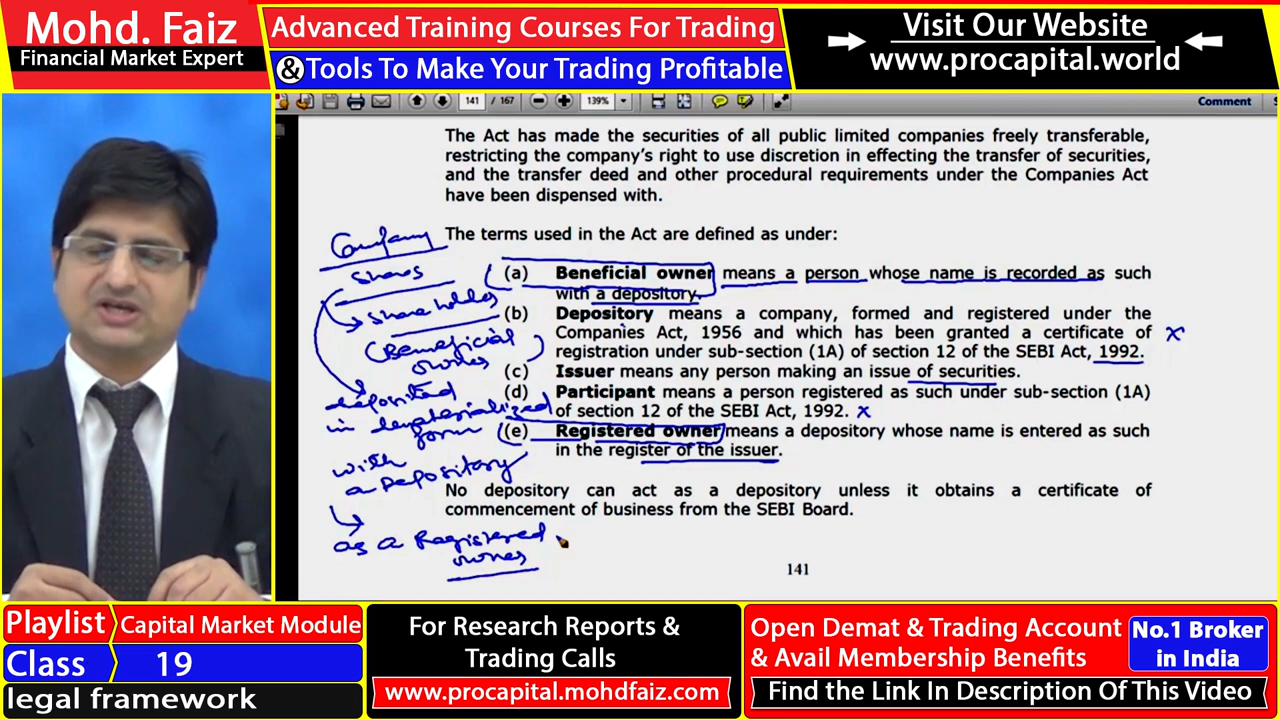 Mohd. Faiz
Financial Market Expert
Advanced Training Courses For Trading
& Tools To Make Your Trading Profitable
Visit Our Website
www.procapital.world
141 / 167
139%
Comment
The Act has made the securities of all public limited companies freely transferable,
restricting the company's right to use discretion in effecting the transfer of securities,
and the transfer deed and other procedural requirements under the Companies Act
have been dispensed with.
The terms used in the Act are defined as under:
(a) Beneficial owner means a person whose name is recorded as such
with a depository.
(b) Depository means a company, formed and registered under the
Companies Act, 1956 and which has been granted a certificate of
registration under sub-section (1A) of section 12 of the SEBI Act, 1992.
(c) Issuer means any person making an issue of securities.
(d) Participant means a person registered as such under sub-section (1A)
of section 12 of the SEBI Act, 1992.
(e) Registered owner means a depository whose name is entered as such
in the register of the issuer.
No depository can act as a depository unless it obtains a certificate of
commencement of business from the SEBI Board.
141
Company
Shares
Shareholder
(Beneficial
owner)
deposited
in dematerialized
form
with
a Depository
as a Registered
owner
x
x
Playlist Capital Market Module
Class 19
legal framework
For Research Reports &
Trading Calls
www.procapital.mohdfaiz.com
Open Demat & Trading Account
& Avail Membership Benefits
No.1 Broker
in India
Find the Link In Description Of This Video